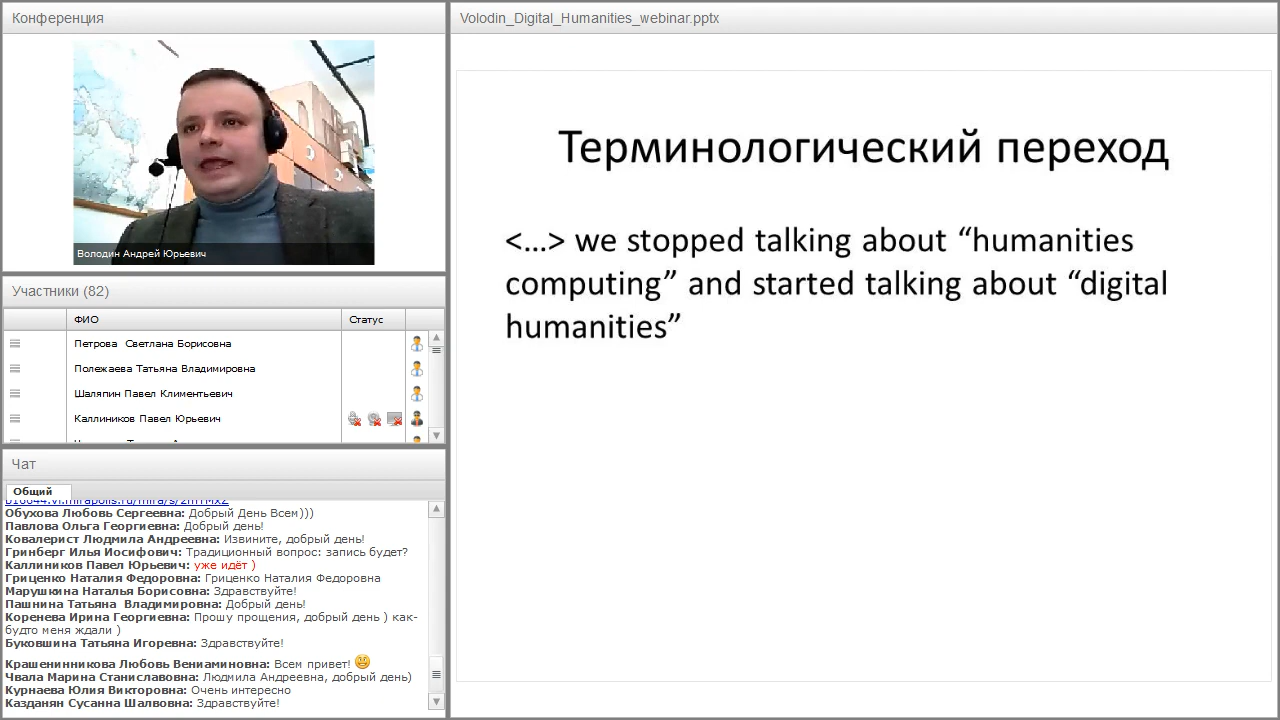 Конференция
Володин Андрей Юрьевич
Участники (82)
ФИО Статус
Петрова Светлана Борисовна
Полежаева Татьяна Владимировна
Шаляпин Павел Климентьевич
Каллиников Павел Юрьевич
Чат
Общий
Обухова Любовь Сергеевна: Добрый День Всем)))
Павлова Ольга Георгиевна: Добрый день!
Ковалерист Людмила Андреевна: Извините, добрый день!
Гринберг Илья Иосифович: Традиционный вопрос: запись будет?
Каллиников Павел Юрьевич: уже идёт )
Гриценко Наталия Федоровна: Гриценко Наталия Федоровна
Марушкина Наталья Борисовна: Здравствуйте!
Пашнина Татьяна Владимировна: Добрый день!
Коренева Ирина Георгиевна: Прошу прощения, добрый день ) как-
будто меня ждали )
Буковшина Татьяна Игоревна: Здравствуйте!
Крашенинникова Любовь Вениаминовна: Всем привет!
Чвала Марина Станиславовна: Людмила Андреевна, добрый день)
Курнаева Юлия Викторовна: Очень интересно
Казданян Сусанна Шалвовна: Здравствуйте!
Volodin_Digital_Humanities_webinar.pptx
Терминологический переход
<...> we stopped talking about “humanities
computing” and started talking about “digital
humanities”